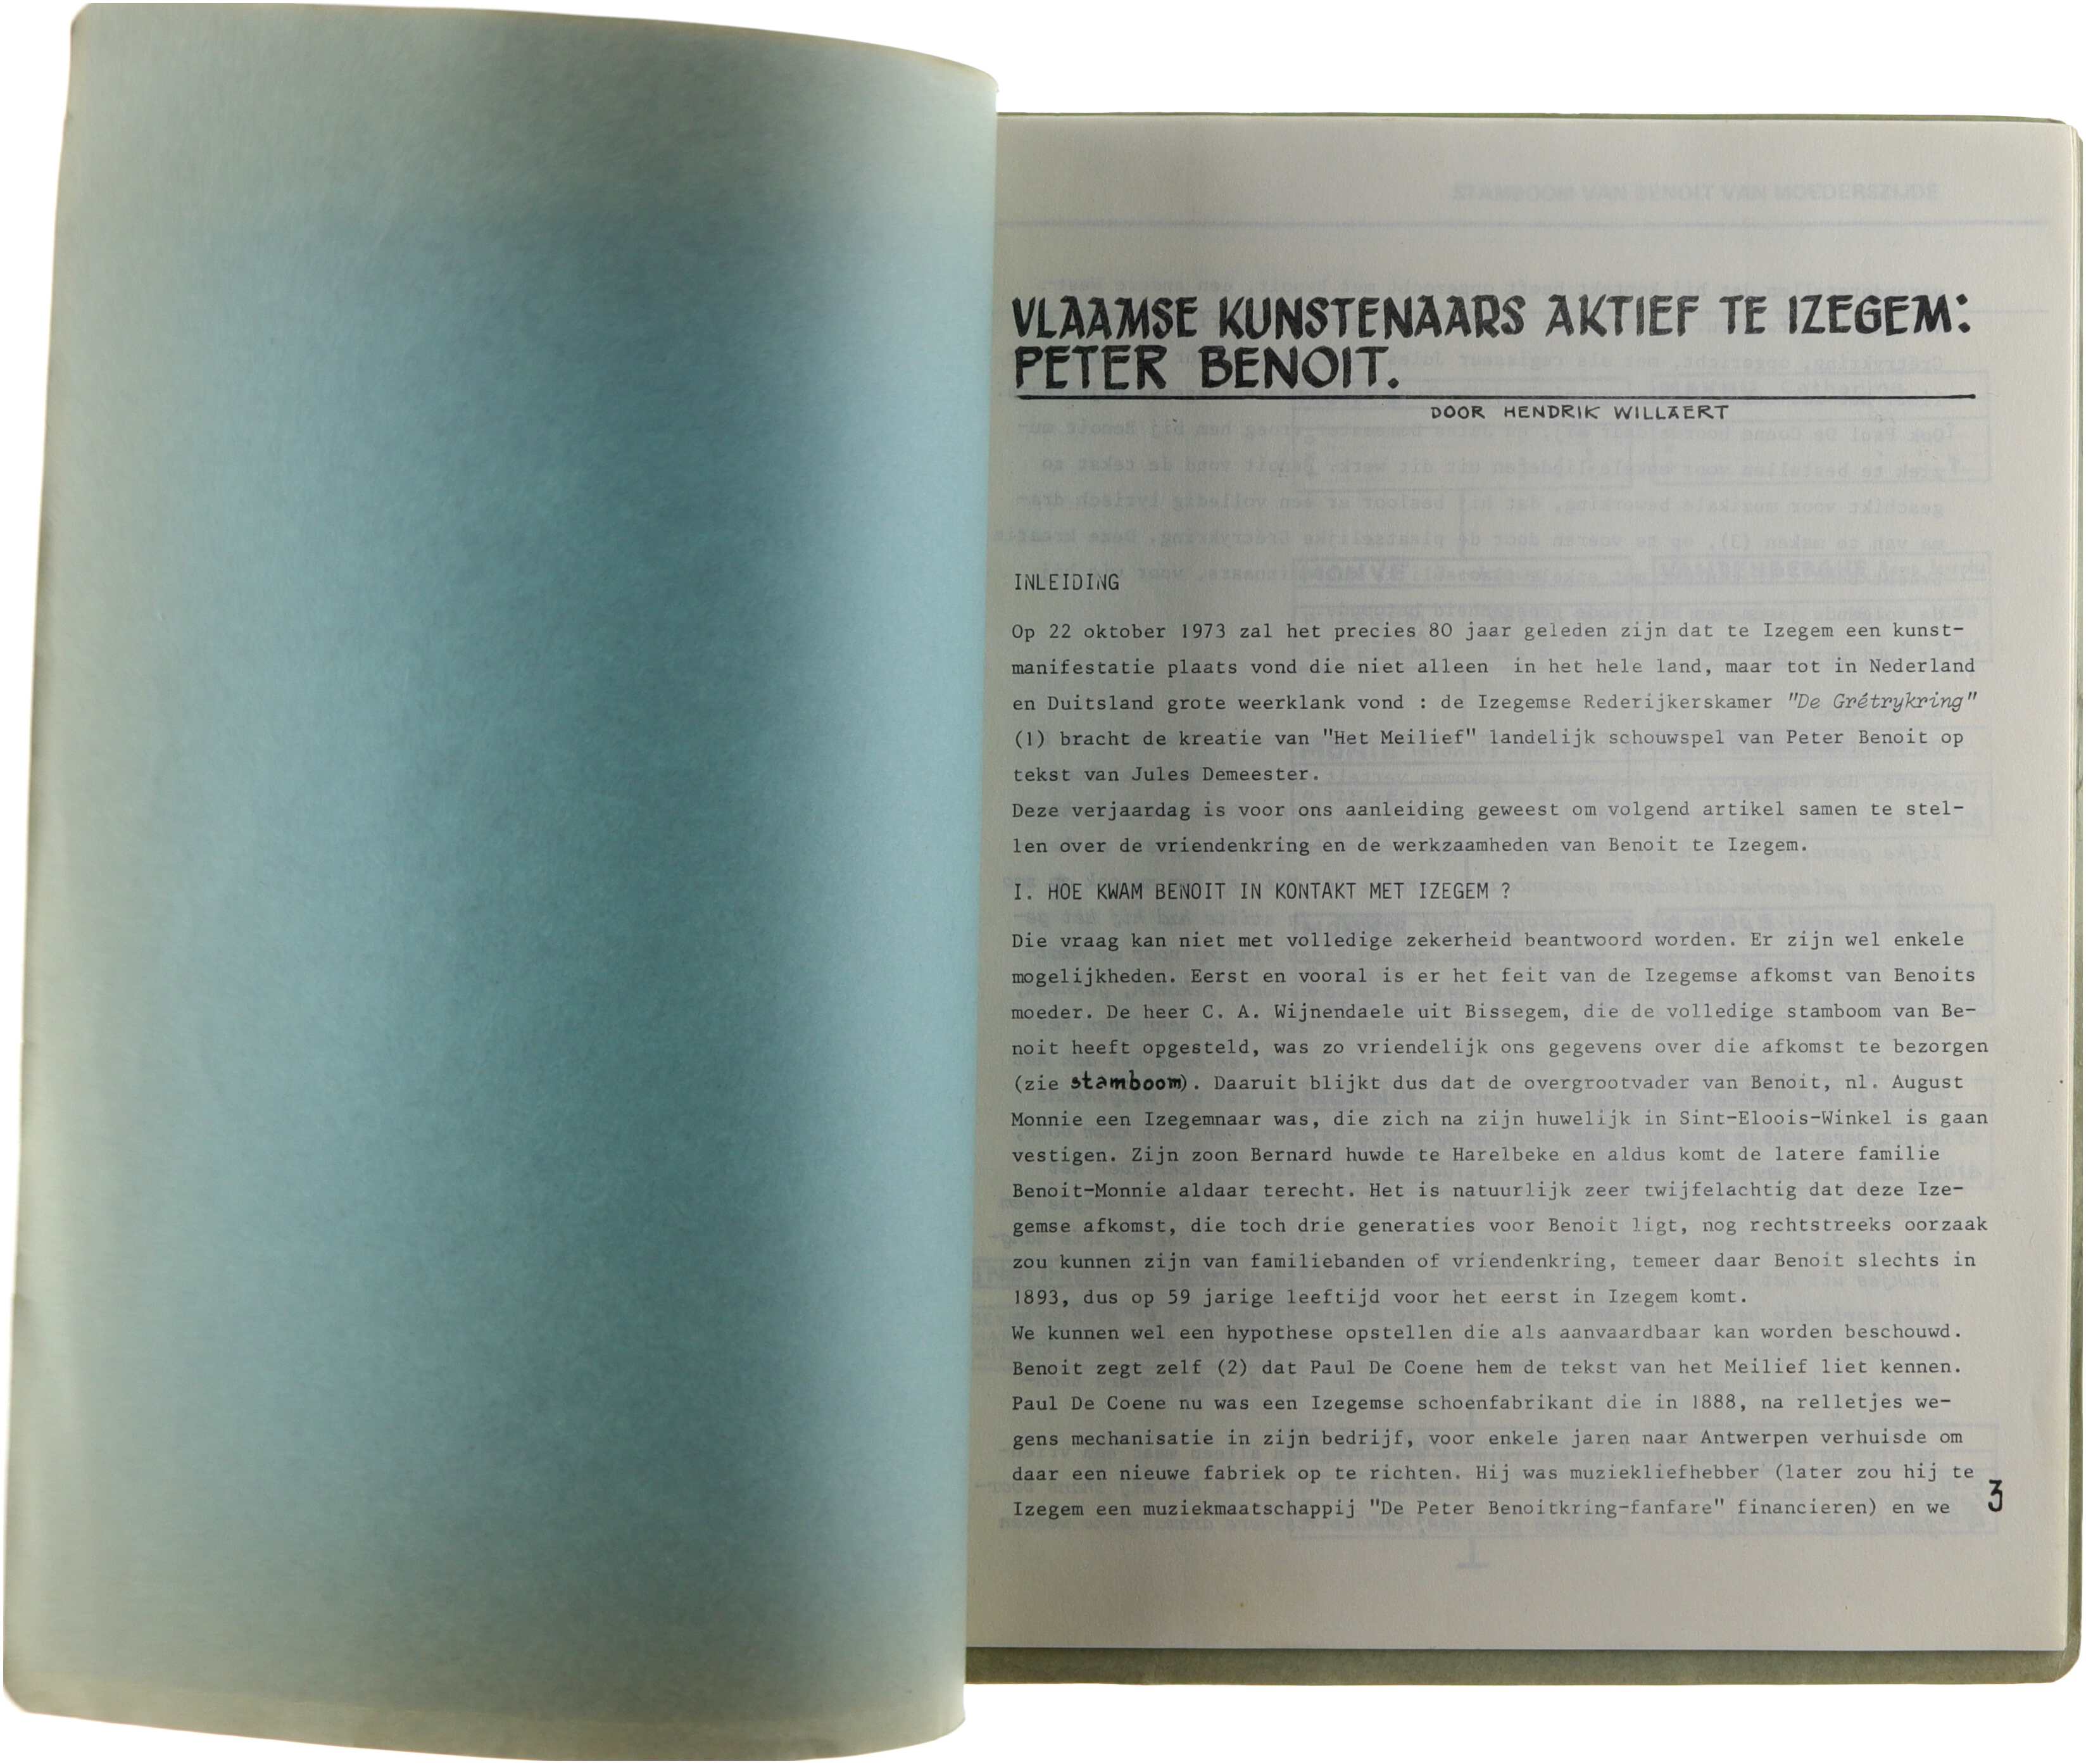 VLAAMSE KUNSTENAARS AKTIEF TE IZEGEM:
PETER BENOIT.
DOOR HENDRIK WILLAERT
INLEIDING
Op 22 oktober 1973 zal het precies 80 jaar geleden zijn dat te Izegem een kunst-
manifestatie plaats vond die niet alleen in het hele land, maar tot in Nederland
en Duitsland grote weerklank vond : de Izegemse Rederijkerskamer "De Grétrykring"
(1) bracht de kreatie van "Het Meilief" landelijk schouwspel van Peter Benoit op
tekst van Jules Demeester.
Deze verjaardag is voor ons aanleiding geweest om volgend artikel samen te stel-
len over de vriendenkring en de werkzaamheden van Benoit te Izegem.
I. HOE KWAM BENOIT IN KONTAKT MET IZEGEM ?
Die vraag kan niet met volledige zekerheid beantwoord worden. Er zijn wel enkele
mogelijkheden. Eerst en vooral is er het feit van de Izegemse afkomst van Benoits
moeder. De heer C. A. Wijnendaele uit Bissegem, die de volledige stamboom van Be-
noit heeft opgesteld, was zo vriendelijk ons gegevens over die afkomst te bezorgen
(zie stamboom). Daaruit blijkt dus dat de overgrootvader van Benoit, nl. August
Monnie een Izegemnaar was, die zich na zijn huwelijk in Sint-Eloois-Winkel is gaan
vestigen. Zijn zoon Bernard huwde te Harelbeke en aldus komt de latere familie
Benoit-Monnie aldaar terecht. Het is natuurlijk zeer twijfelachtig dat deze Ize-
gemse afkomst, die toch drie generaties voor Benoit ligt, nog rechtstreeks oorzaak
zou kunnen zijn van familiebanden of vriendenkring, temeer daar Benoit slechts in
1893, dus op 59 jarige leeftijd voor het eerst in Izegem komt.
We kunnen wel een hypothese opstellen die als aanvaardbaar kan worden beschouwd.
Benoit zegt zelf (2) dat Paul De Coene hem de tekst van het Meilief liet kennen.
Paul De Coene nu was een Izegemse schoenfabrikant die in 1888, na relletjes we-
gens mechanisatie in zijn bedrijf, voor enkele jaren naar Antwerpen verhuisde om
daar een nieuwe fabriek op te richten. Hij was muziekliefhebber (later zou hij te
Izegem een muziekmaatschappij "De Peter Benoitkring-fanfare" financieren) en we
3